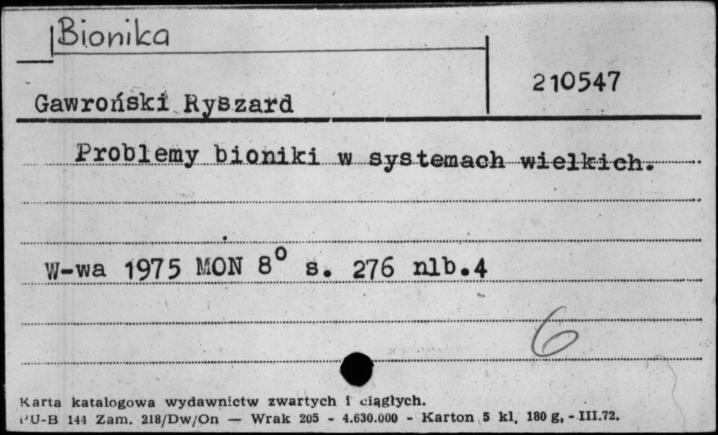 Bionika
210547
Gawroński Ryszard
Problemy bioniki w systemach wielkich.
W-wa 1975 MON 8° s. 276 nlb.4
6
Karta katalogowa wydawnictw zwartych i ciągłych.
PU-B 144 Zam. 218/Dw/On — Wrak 205 - 4.630.000 - Karton 5 kl. 180 g, - III.72.